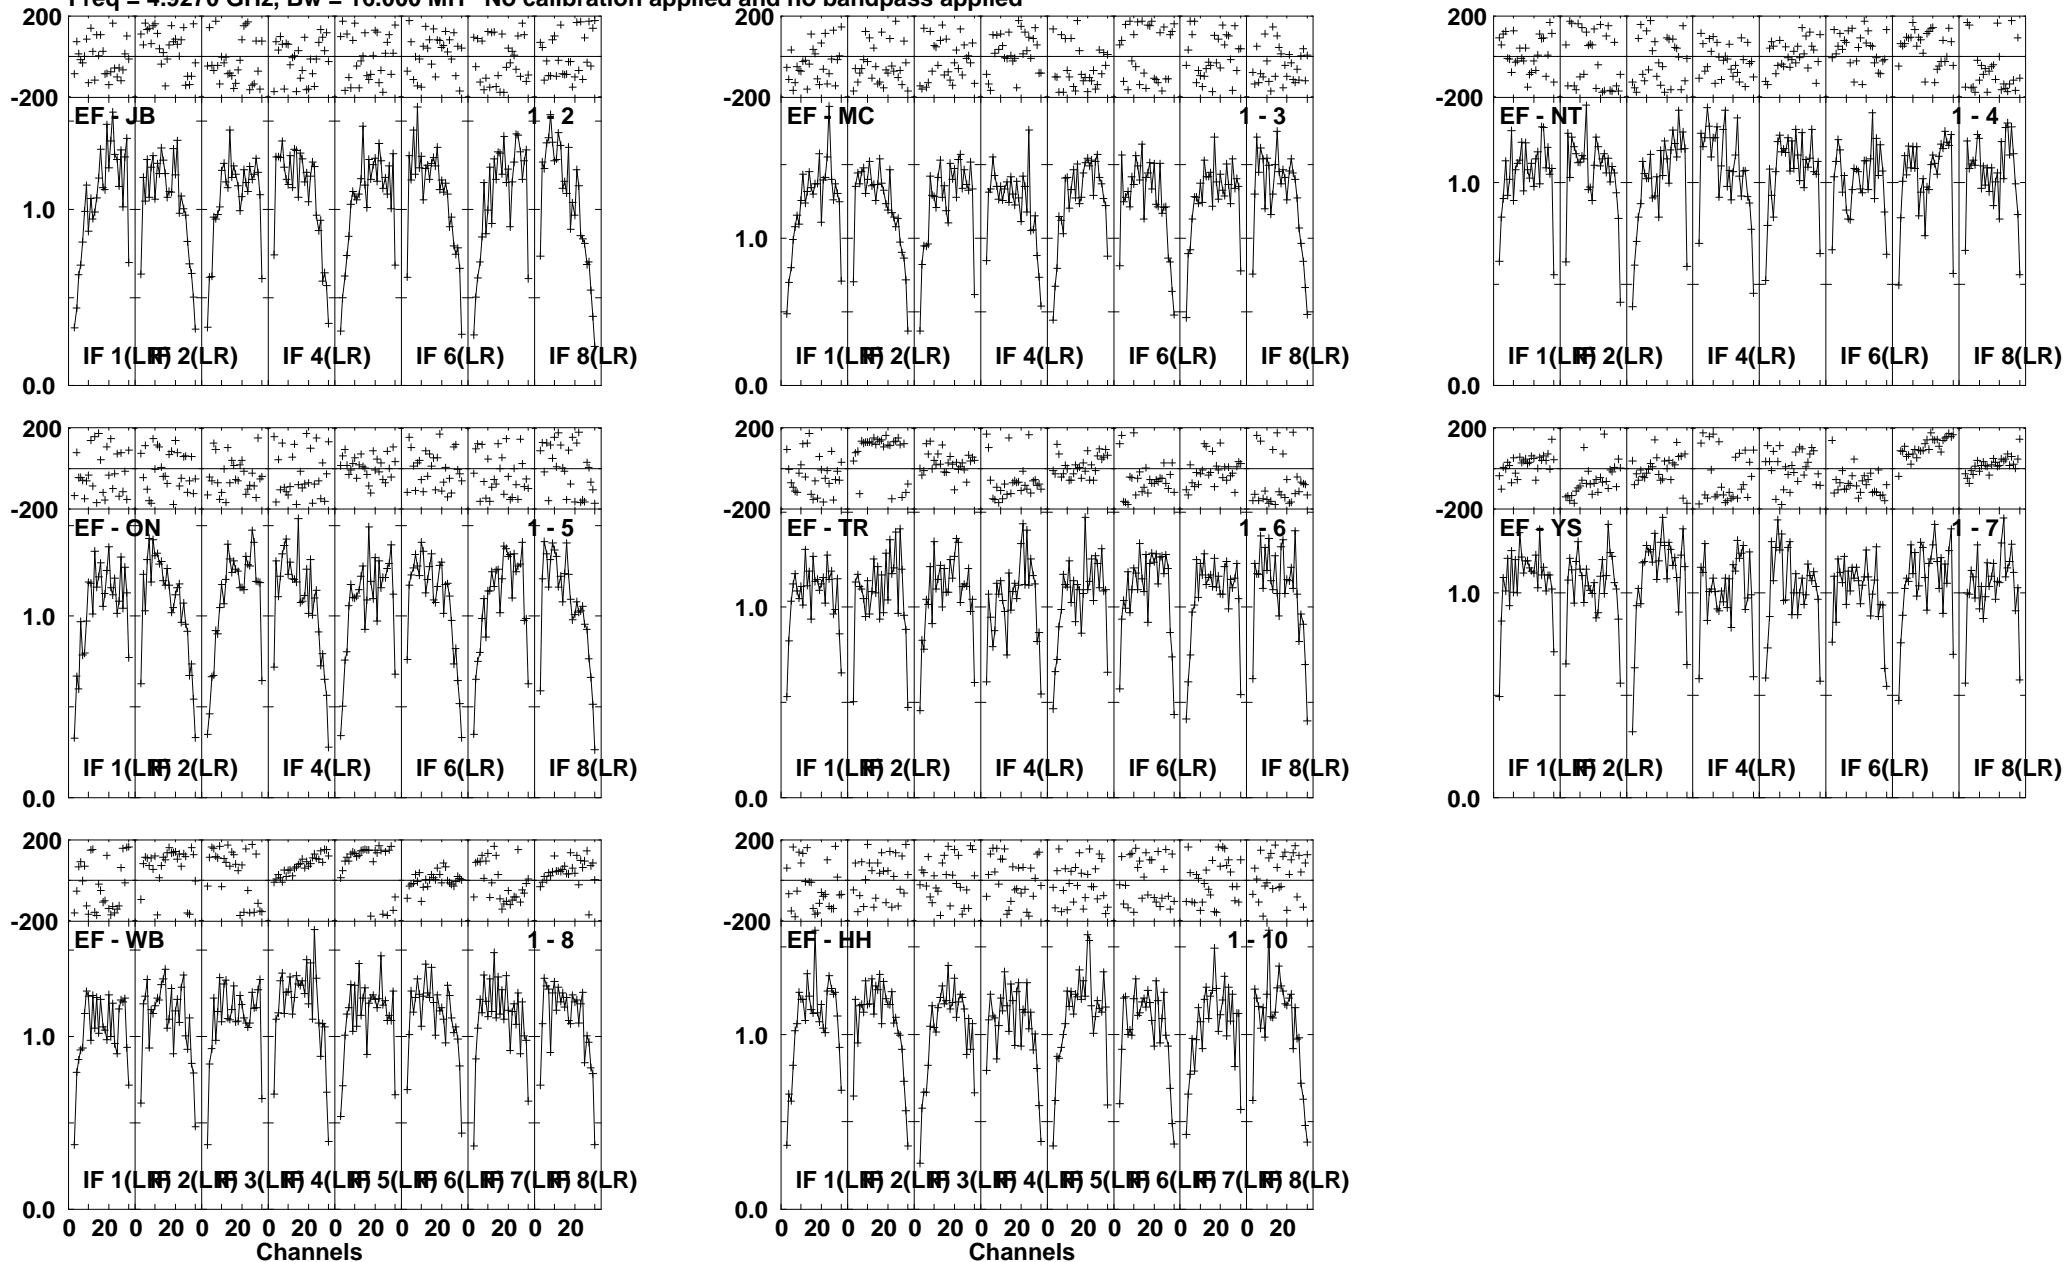 Freq = 4.9276 GHz, Bw = 16.000 MH No calibration applied and no bandpass applied
200
-200
EF - JB 1 - 2
1.0
0.0
IF 1(LR) IF 2(LR) IF 4(LR) IF 6(LR) IF 8(LR)
200
-200
EF - MC 1 - 3
1.0
0.0
IF 1(LR) IF 2(LR) IF 4(LR) IF 6(LR) IF 8(LR)
200
-200
EF - NT 1 - 4
1.0
0.0
IF 1(LR) IF 2(LR) IF 4(LR) IF 6(LR) IF 8(LR)
200
-200
EF - ON 1 - 5
1.0
0.0
IF 1(LR) IF 2(LR) IF 4(LR) IF 6(LR) IF 8(LR)
200
-200
EF - TR 1 - 6
1.0
0.0
IF 1(LR) IF 2(LR) IF 4(LR) IF 6(LR) IF 8(LR)
200
-200
EF - YS 1 - 7
1.0
0.0
IF 1(LR) IF 2(LR) IF 4(LR) IF 6(LR) IF 8(LR)
200
-200
EF - WB 1 - 8
1.0
0.0
IF 1(LR) IF 2(LR) IF 3(LR) IF 4(LR) IF 5(LR) IF 6(LR) IF 7(LR) IF 8(LR)
0 20 0 20 0 20 0 20 0 20 0 20 0 20 0 20
Channels
200
-200
EF - HH 1 - 10
1.0
0.0
IF 1(LR) IF 2(LR) IF 3(LR) IF 4(LR) IF 5(LR) IF 6(LR) IF 7(LR) IF 8(LR)
0 20 0 20 0 20 0 20 0 20 0 20 0 20 0 20
Channels